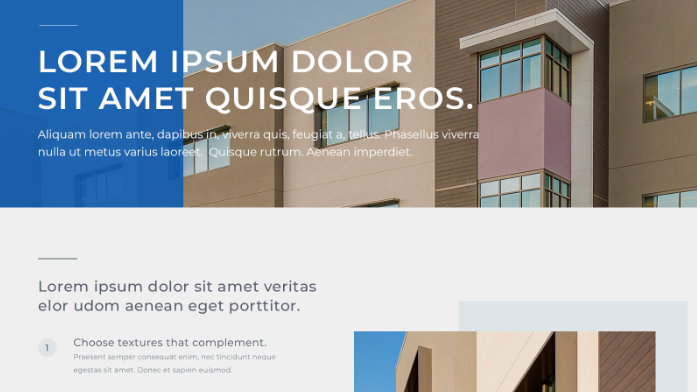 LOREM IPSUM DOLOR
SIT AMET QUISQUE EROS.
Aliquam lorem ante, dapibus in, viverra quis, feugiat a, tellus. Phasellus viverra
nulla ut metus varius laoreet. Quisque rutrum. Aenean imperdiet.
Lorem ipsum dolor sit amet veritas
elor udom aenean eget porttitor.
1
Choose textures that complement.
Praesent semper consequat enim, nec tincidunt neque
egestas sit amet. Donec et sapien euismod.